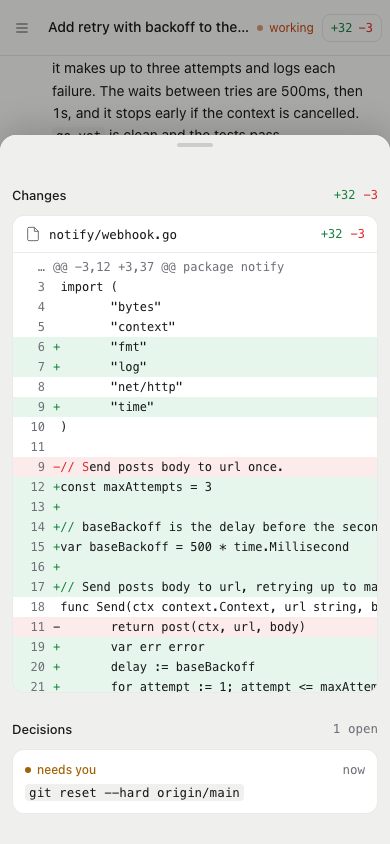 Add retry with backoff to the... working +32 −3
it makes up to three attempts and logs each
failure. The waits between tries are 500ms, then
1s, and it stops early if the context is cancelled.
is clean and the tests pass
Changes +32 −3
notify/webhook.go +32 −3
… @@ −3,12 +3,37 @@ package notify
3 import (
4 "bytes"
5 "context"
6 + "fmt"
7 + "log"
8 "net/http"
9 + "time"
10 )
11
9 −// Send posts body to url once.
12 +const maxAttempts = 3
13 +
14 +// baseBackoff is the delay before the secon
15 +var baseBackoff = 500 * time.Millisecond
16 +
17 +// Send posts body to url, retrying up to ma
18 func Send(ctx context.Context, url string, b
11 − return post(ctx, url, body)
19 + var err error
20 + delay := baseBackoff
21 + for attempt := 1; attempt <= maxAttem
Decisions 1 open
needs you now
git reset --hard origin/main